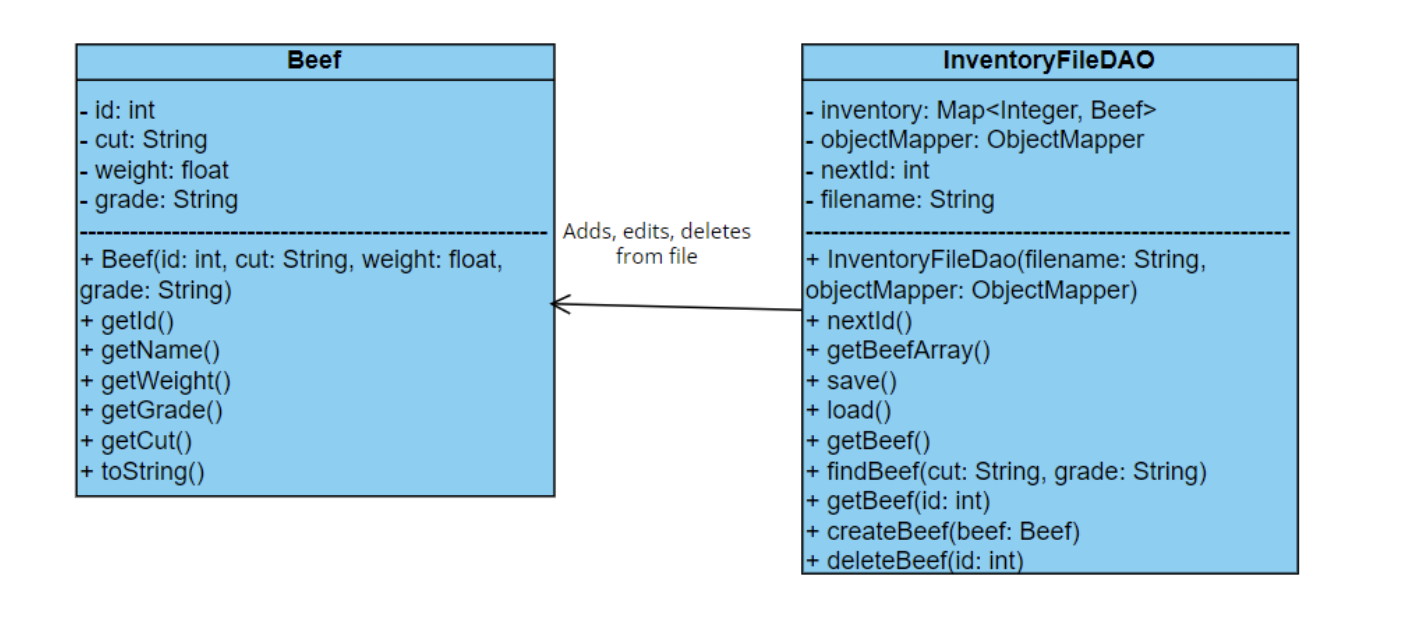 Beef
- id: int
- cut: String
- weight: float
- grade: String
+ Beef(id: int, cut: String, weight: float,
grade: String)
+ getId()
+ getName()
+ getWeight()
+ getGrade()
+ getCut()
+ toString()
Adds, edits, deletes
from file
InventoryFileDAO
- inventory: Map<Integer, Beef>
- objectMapper: ObjectMapper
- nextId: int
- filename: String
+ InventoryFileDao(filename: String,
objectMapper: ObjectMapper)
+ nextId()
+ getBeefArray()
+ save()
+ load()
+ getBeef()
+ findBeef(cut: String, grade: String)
+ getBeef(id: int)
+ createBeef(beef: Beef)
+ deleteBeef(id: int)